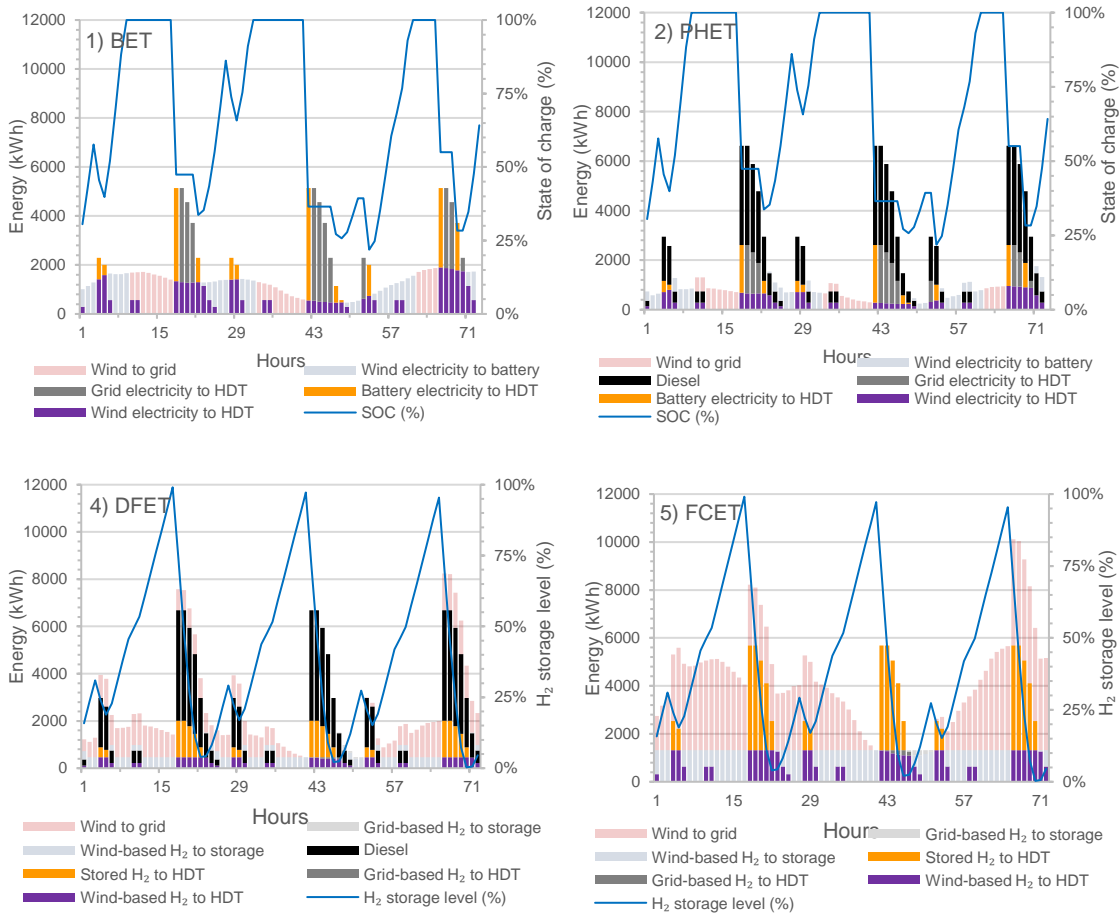 1) BET
Energy (kWh)
12000
10000
8000
6000
4000
2000
0
1 15 29 43 57 71
Hours
100%
75%
50%
25%
0%
State of charge (%)
Wind to grid
Wind electricity to battery
Grid electricity to HDT
Battery electricity to HDT
Wind electricity to HDT
SOC (%)
2) PHET
Energy (kWh)
12000
10000
8000
6000
4000
2000
0
1 15 29 43 57 71
Hours
100%
75%
50%
25%
0%
State of charge (%)
Wind to grid
Wind electricity to battery
Diesel
Grid electricity to HDT
Battery electricity to HDT
Wind electricity to HDT
SOC (%)
4) DFET
Energy (kWh)
12000
10000
8000
6000
4000
2000
0
1 15 29 43 57 71
Hours
100%
75%
50%
25%
0%
H₂ storage level (%)
Wind to grid
Grid-based H₂ to storage
Wind-based H₂ to storage
Diesel
Stored H₂ to HDT
Grid-based H₂ to HDT
Wind-based H₂ to HDT
H₂ storage level (%)
5) FCET
Energy (kWh)
12000
10000
8000
6000
4000
2000
0
1 15 29 43 57 71
Hours
100%
75%
50%
25%
0%
H₂ storage level (%)
Wind to grid
Grid-based H₂ to storage
Wind-based H₂ to storage
Stored H₂ to HDT
Grid-based H₂ to HDT
Wind-based H₂ to HDT
H₂ storage level (%)